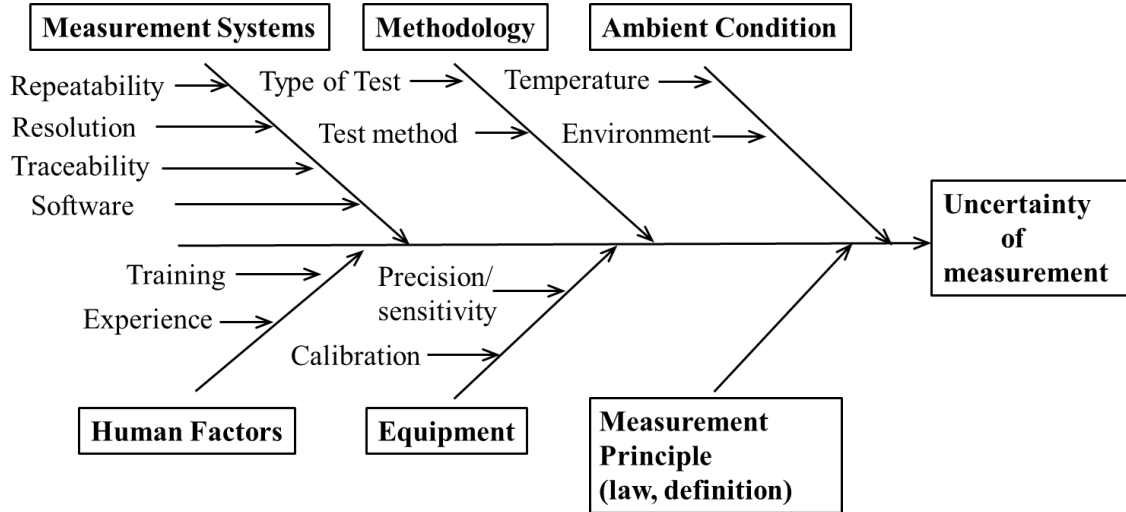 Measurement Systems
Methodology
Ambient Condition
Repeatability
Resolution
Traceability
Software
Type of Test
Test method
Temperature
Environment
Uncertainty
of
measurement
Training
Experience
Precision/
sensitivity
Calibration
Human Factors
Equipment
Measurement
Principle
(law, definition)